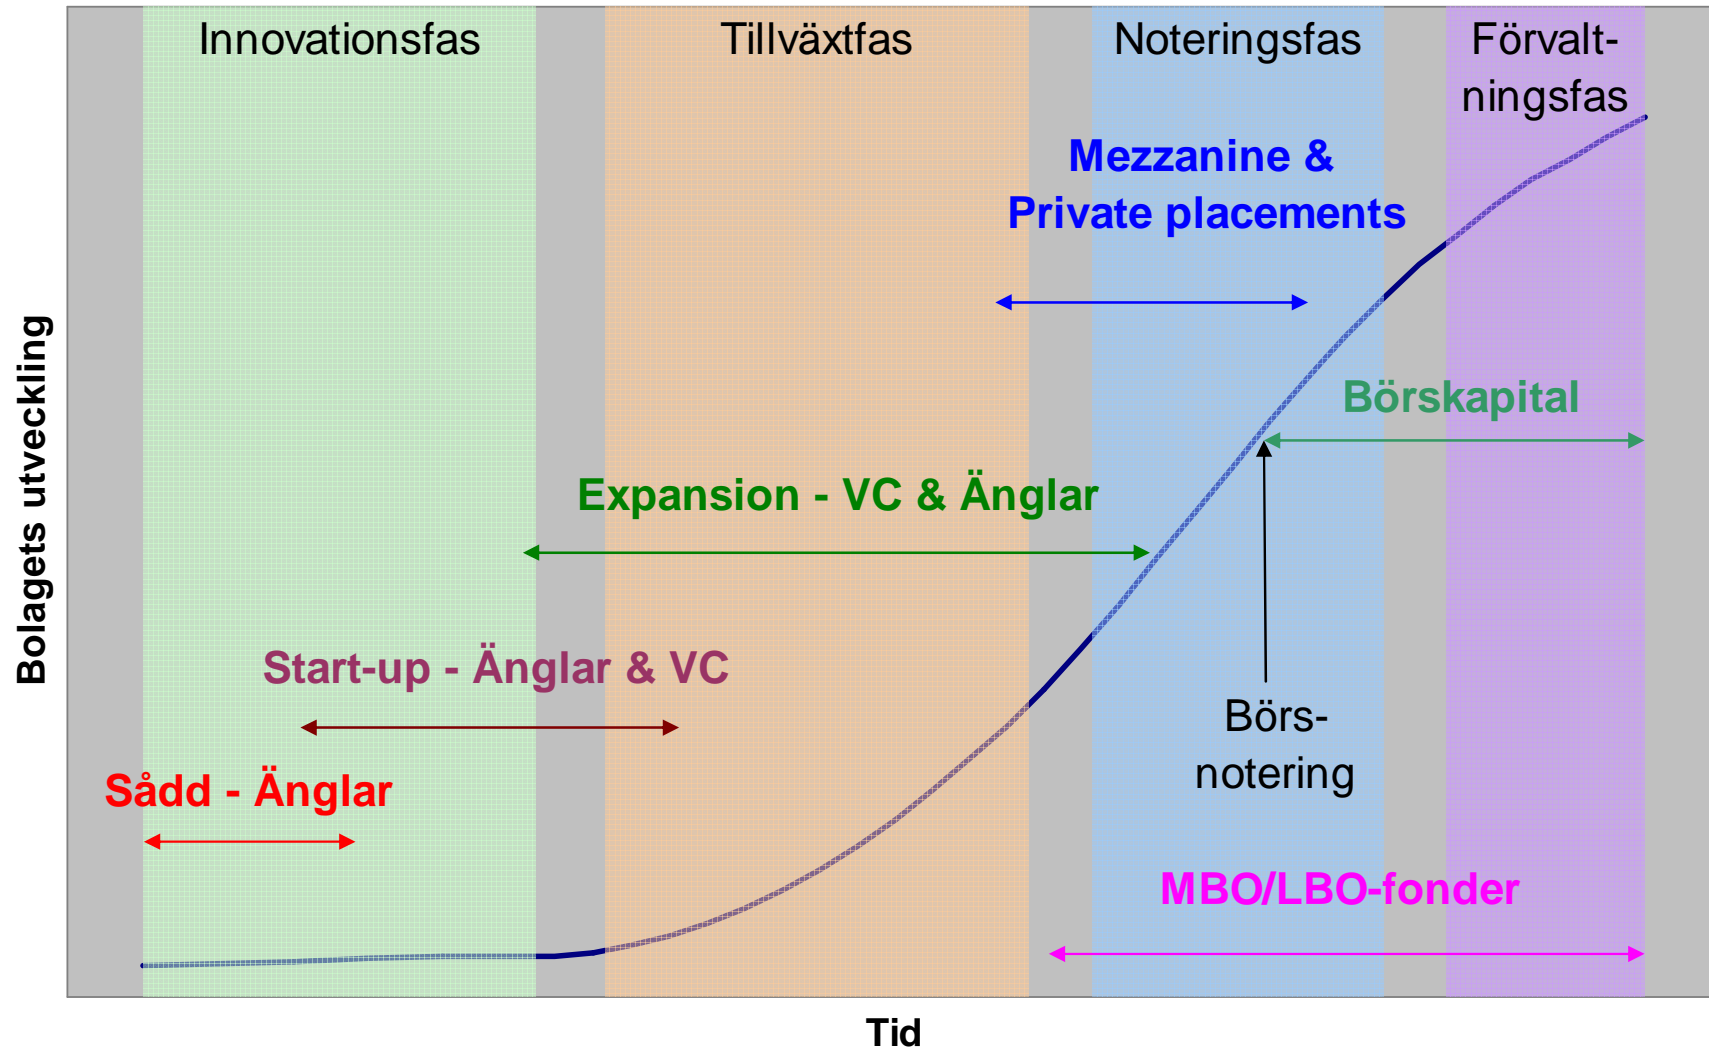 Innovationsfas
Tillväxtfas
Noteringsfas
Förvalt-
ningsfas
Mezzanine &
Private placements
Börskapital
Expansion - VC & Änglar
Start-up - Änglar & VC
Börs-
notering
Sådd - Änglar
MBO/LBO-fonder
Bolagets utveckling
Tid